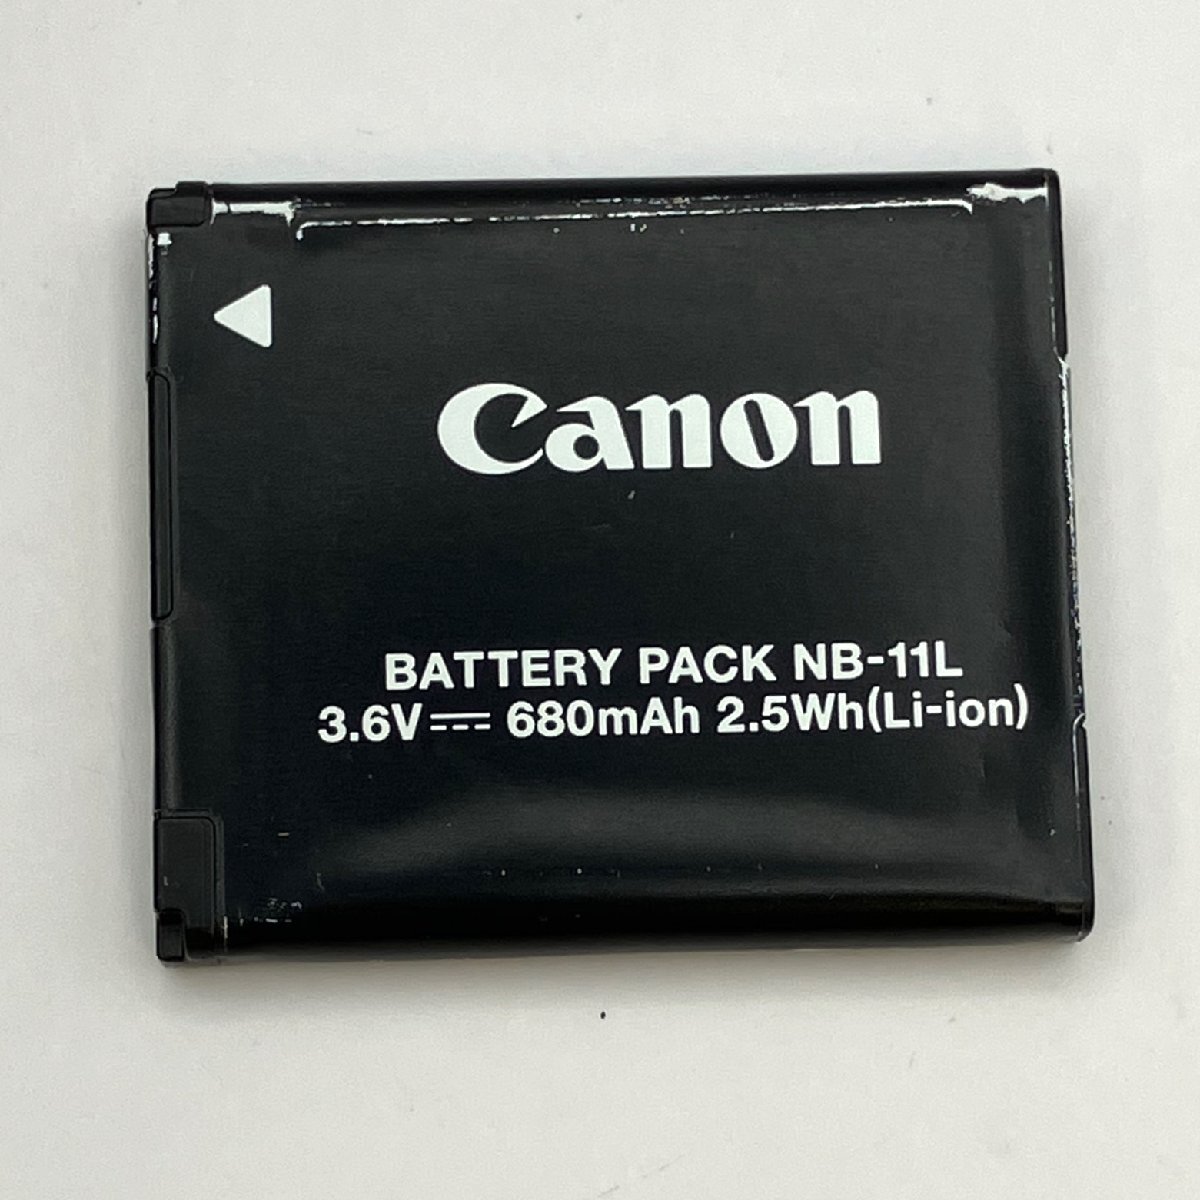 Canon
BATTERY PACK NB-11L
3.6V⎓ 680mAh 2.5Wh(Li-ion)